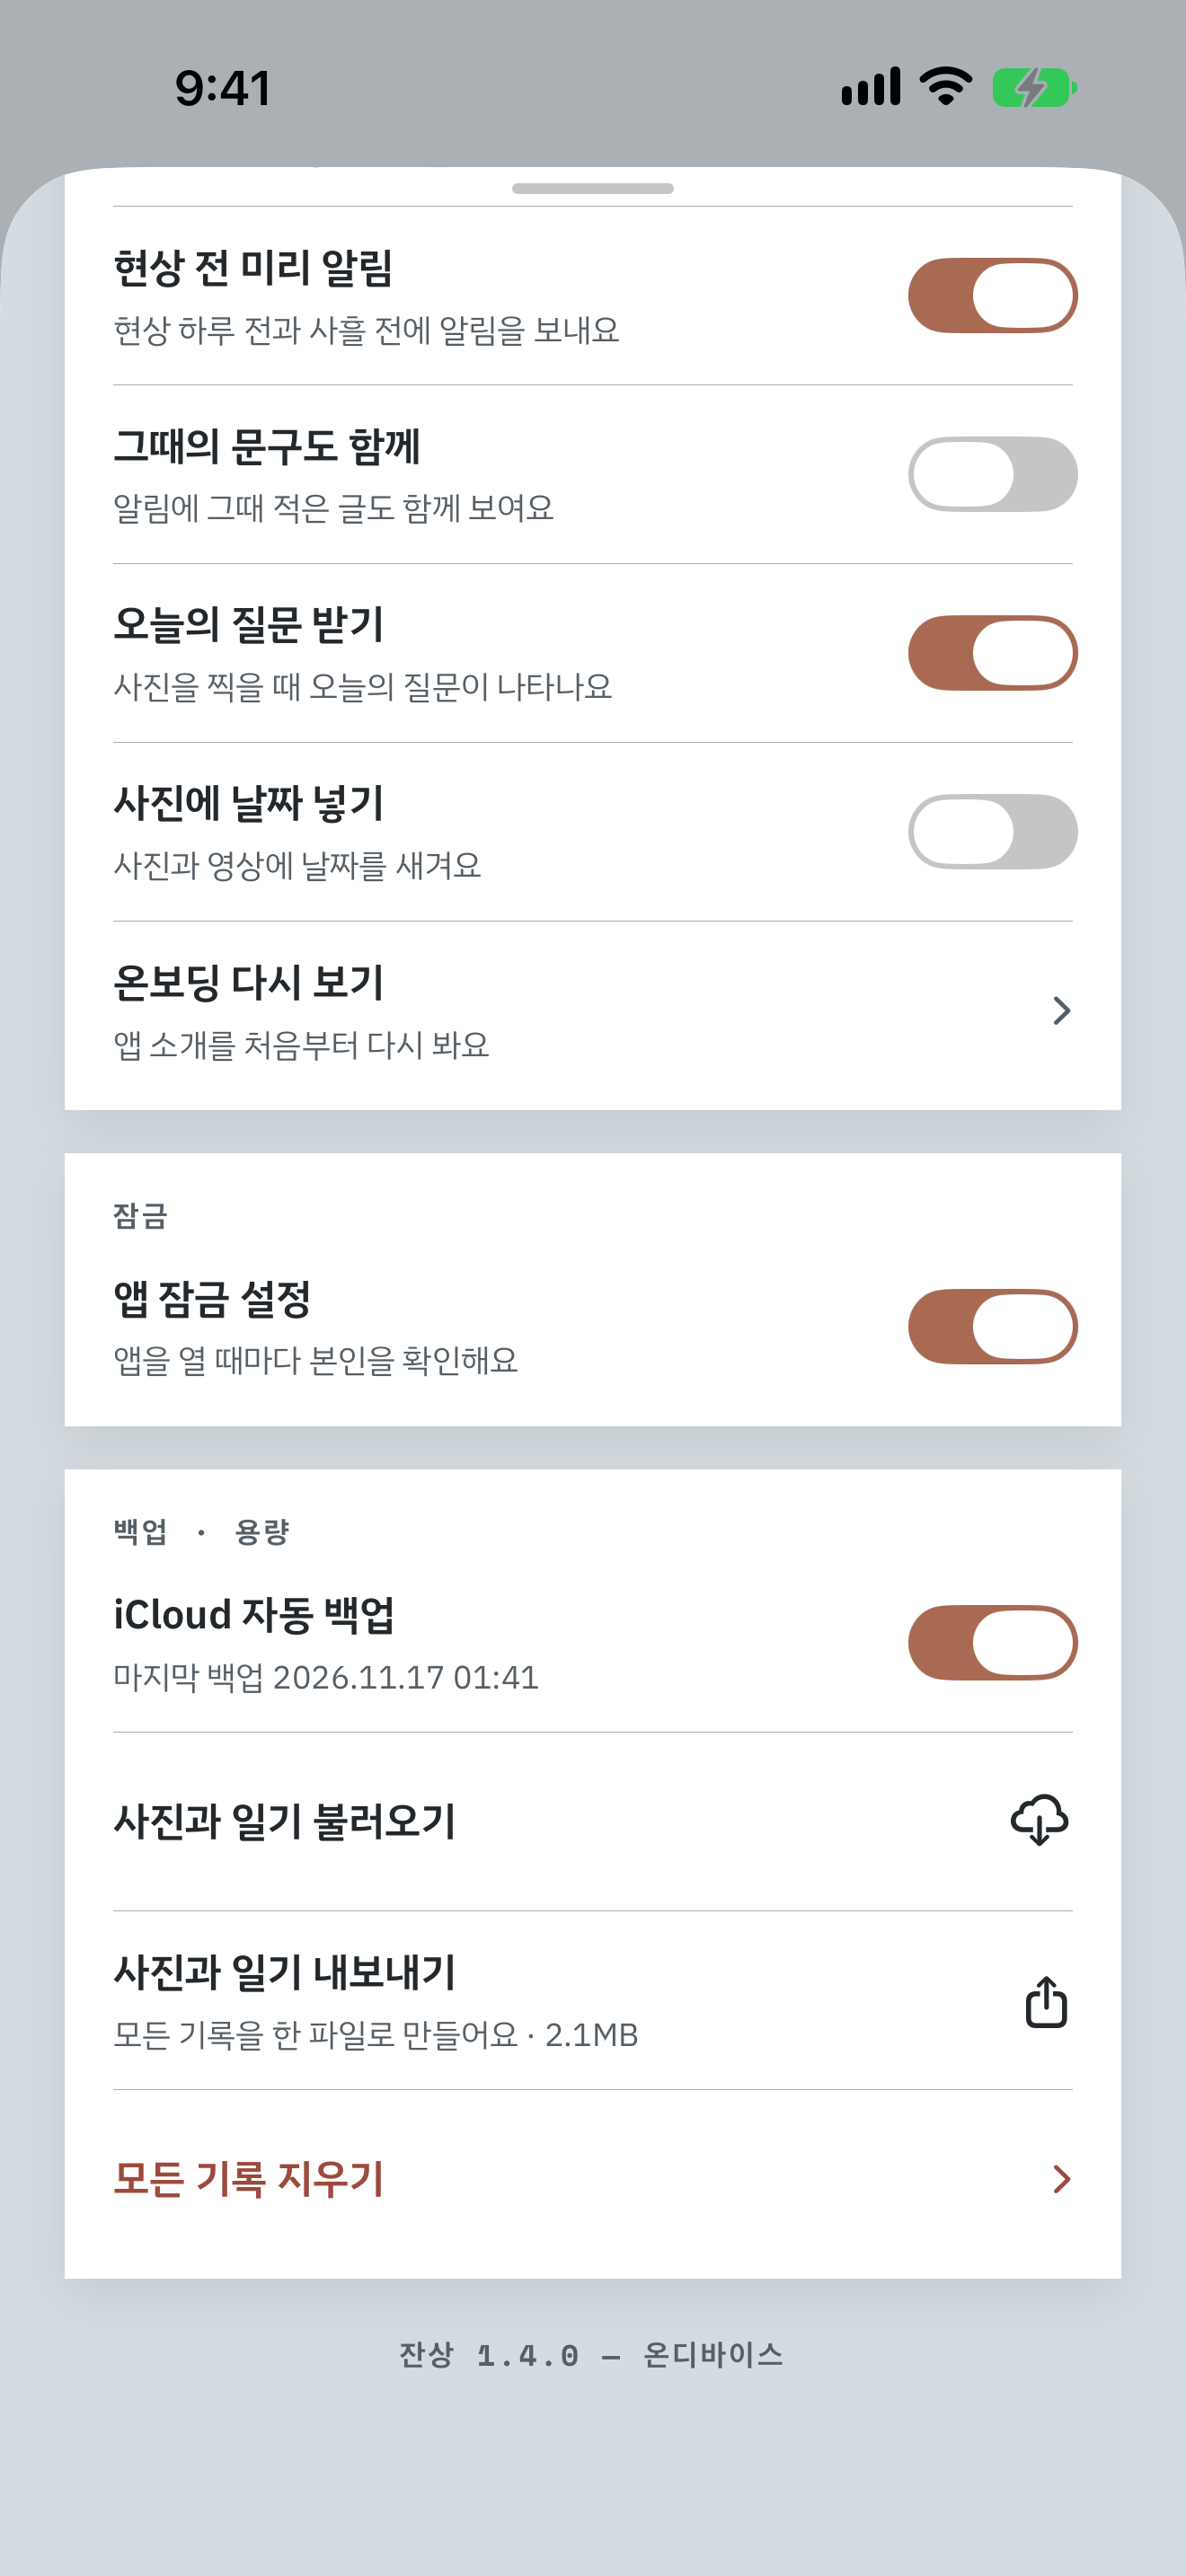 9:41
현상 전 미리 알림
현상 하루 전과 사흘 전에 알림을 보내요
그때의 문구도 함께
알림에 그때 적은 글도 함께 보여요
오늘의 질문 받기
사진을 찍을 때 오늘의 질문이 나타나요
사진에 날짜 넣기
사진과 영상에 날짜를 새겨요
온보딩 다시 보기
앱 소개를 처음부터 다시 봐요
잠금
앱 잠금 설정
앱을 열 때마다 본인을 확인해요
백업 · 용량
iCloud 자동 백업
마지막 백업 2026.11.17 01:41
사진과 일기 불러오기
사진과 일기 내보내기
모든 기록을 한 파일로 만들어요 · 2.1MB
모든 기록 지우기
잔상 1.4.0 — 온디바이스